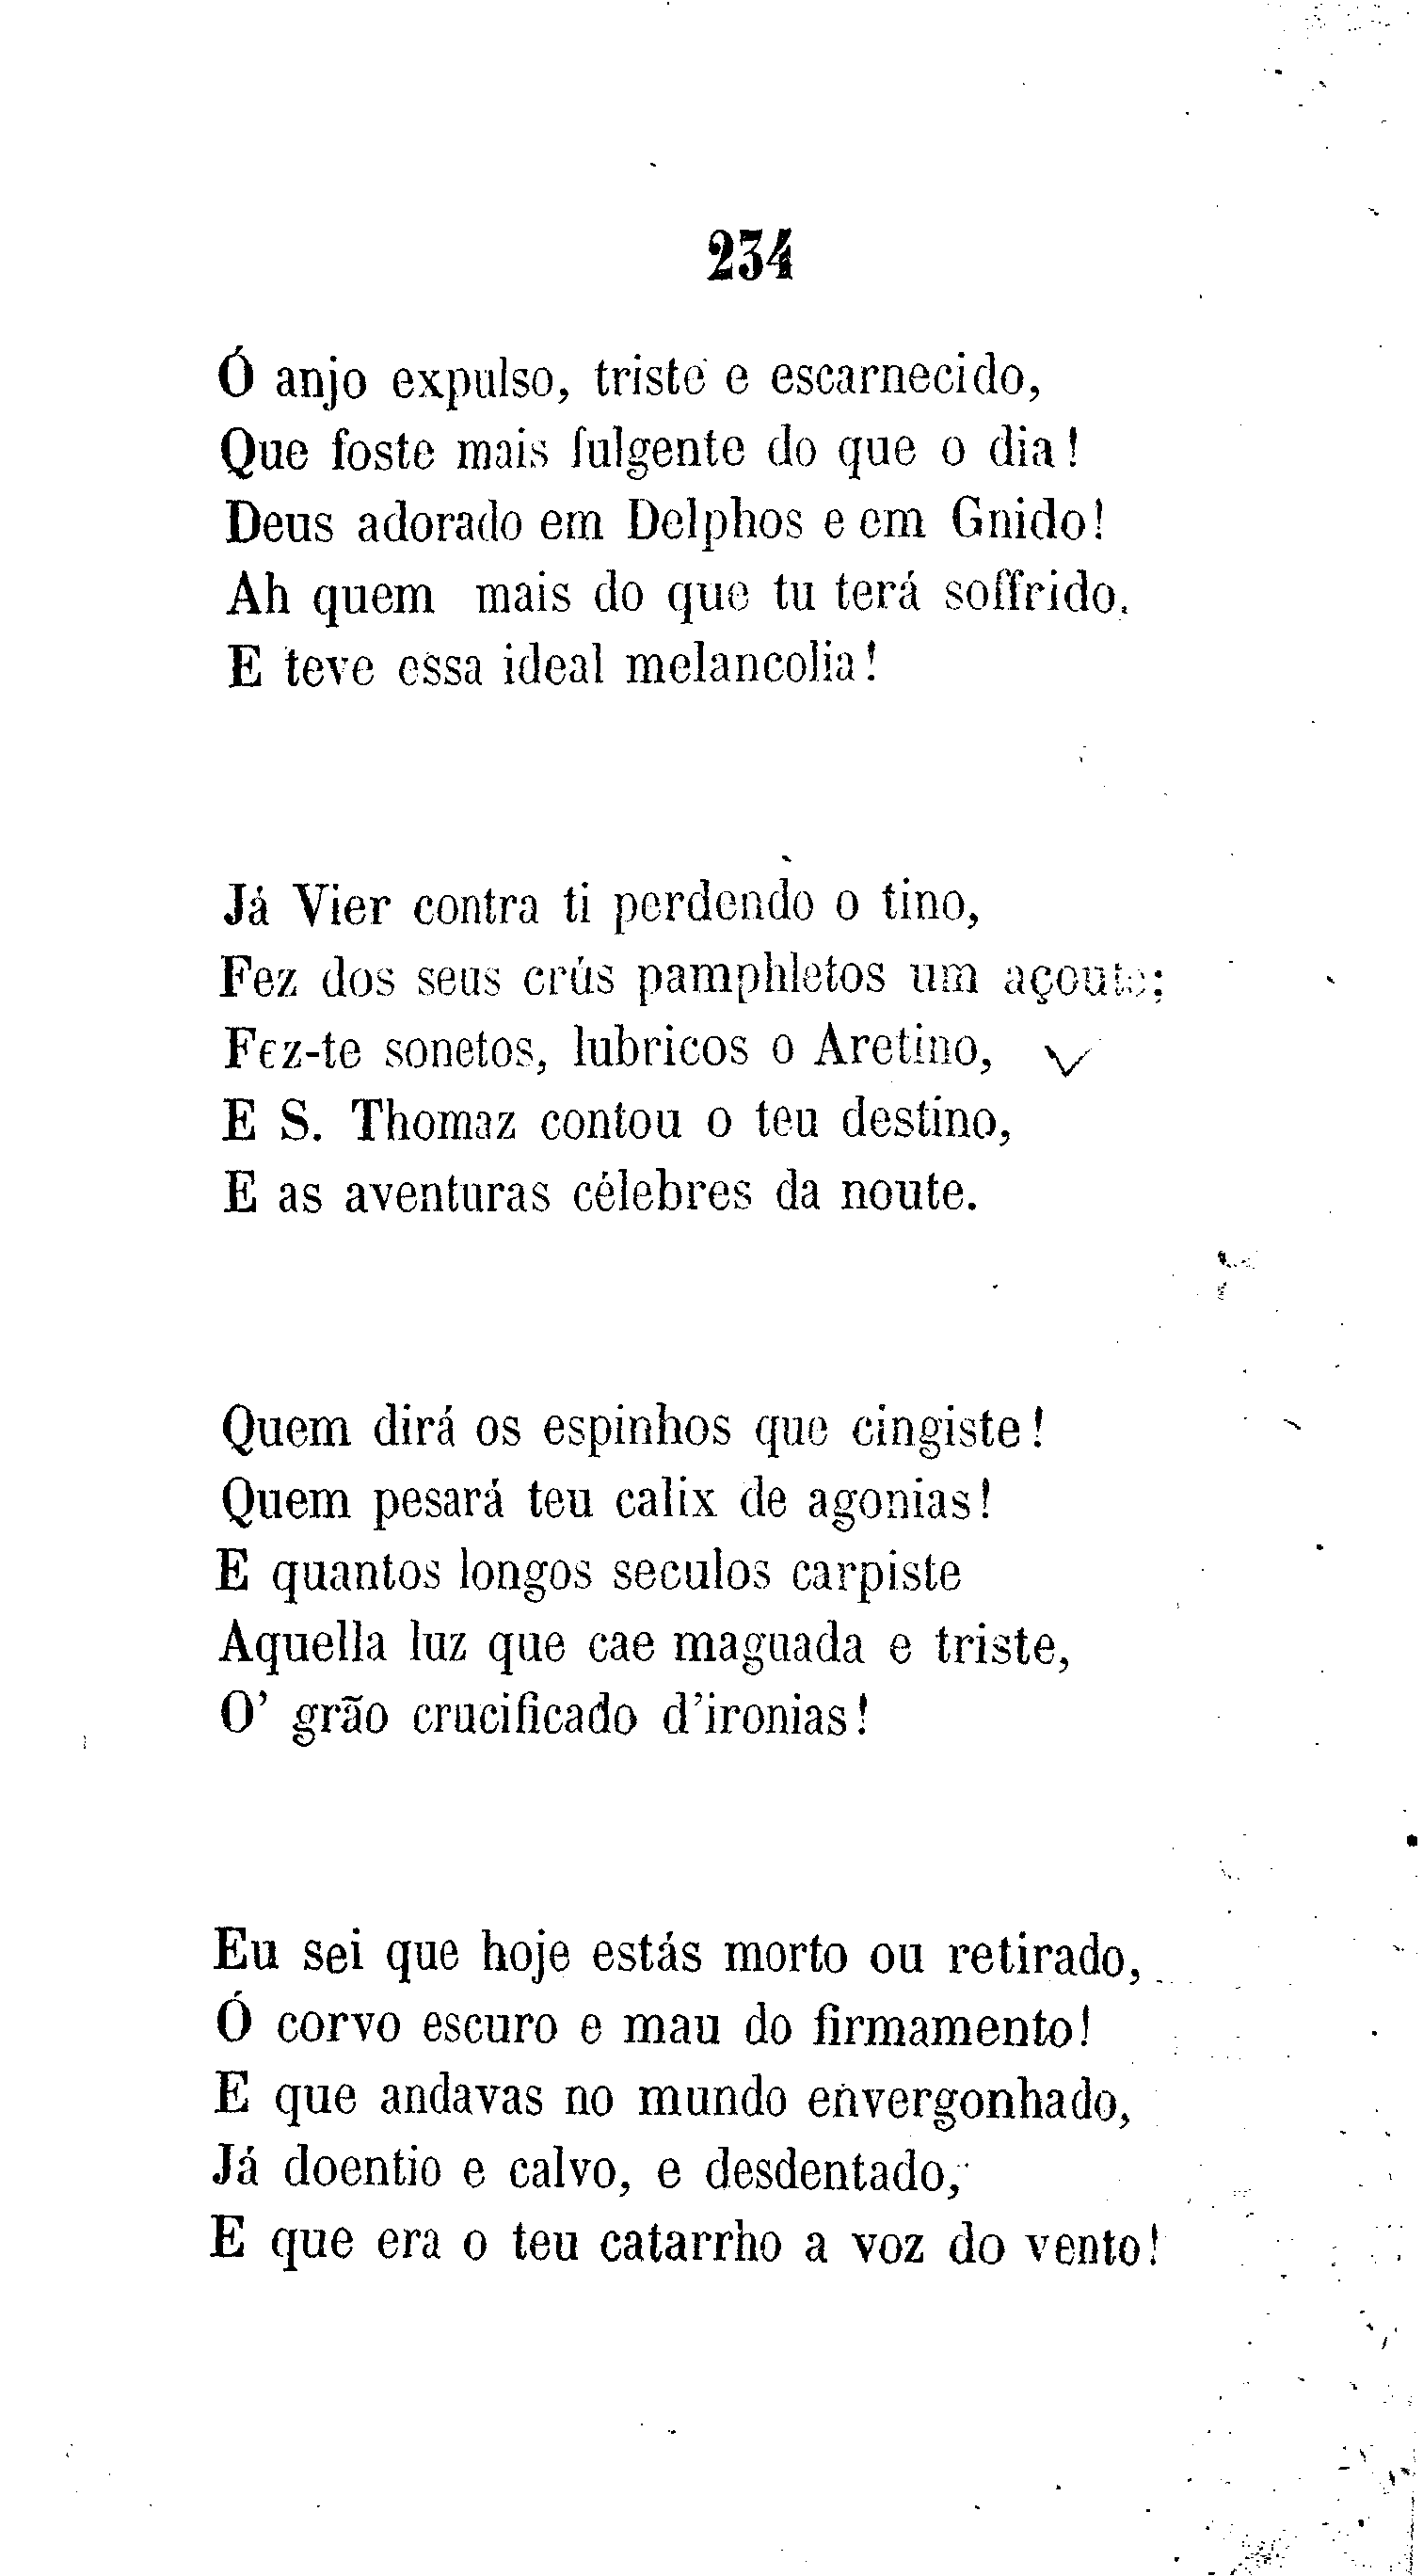 234
Ó anjo expulso, triste e escarnecido,
Que foste mais fulgente do que o dia!
Deus adorado em Delphos e em Gnido!
Ah quem mais do que tu terá soffrido.
E teve essa ideal melancolia!
Já Vier contra ti perdendo o tino,
Fez dos seus crús pamphletos um açoute;
Fez-te sonetos, lubricos o Aretino,
E S. Thomaz contou o teu destino,
E as aventuras célebres da noute.
Quem dirá os espinhos que cingiste!
Quem pesará teu calix de agonias!
E quantos longos seculos carpiste
Aquella luz que cae maguada e triste,
O' grão crucificado d'ironias!
Eu sei que hoje estás morto ou retirado,
Ó corvo escuro e mau do firmamento!
E que andavas no mundo envergonhado,
Já doentio e calvo, e desdentado,
E que era o teu catarrho a voz do vento!